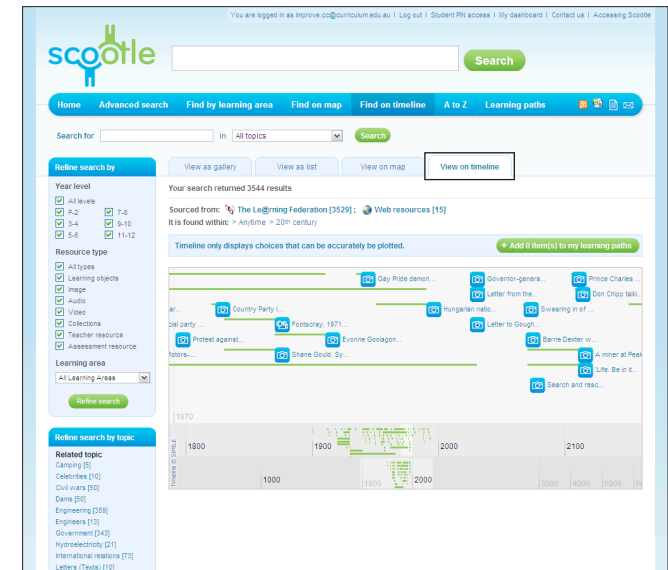 You are logged in as improve.cc@curriculum.edu.au | Log out | Student PIN access | My dashboard | Contact us | Accessing Scootle
scootle
Search
Home Advanced search Find by learning area Find on map Find on timeline A to Z Learning paths
Search for in All topics Search
Refine search by
Year level
All levels
P-2 7-8
3-4 9-10
5-6 11-12
Resource type
All types
Learning objects
Image
Audio
Video
Collections
Teacher resource
Assessment resource
Learning area
All Learning Areas
Refine search
Refine search by topic
Related topic
Camping [5]
Celebrities [10]
Civil wars [50]
Dams [50]
Engineering [359]
Engineers [13]
Government [343]
Hydroelectricity [21]
International relations [73]
Letters (Texts) [10]
View as gallery View as list View on map View on timeline
Your search returned 3544 results
Sourced from: The Le@rning Federation [3529] ; Web resources [15]
It is found within: > Anytime > 20th century
Timeline only displays choices that can be accurately be plotted.
+ Add 0 item(s) to my learning paths
Gay Pride demon... Governor-genera... Prince Charles ...
Letter from the... Don Chipp talki...
ar... Country Party l... Hungarian natio... Swearing in of ...
cial party ... Footscray, 1971... Letter to Gough...
Protest against... Evonne Goolagon... Barrie Dexter w...
Motors-... Shane Gould, Sy... A miner at Peak
'Life. Be in it...
Search and resc...
1970
1800 1900 2000 2100
Timeline © SIMILE
1000 1900 2000 3000 4000 5000